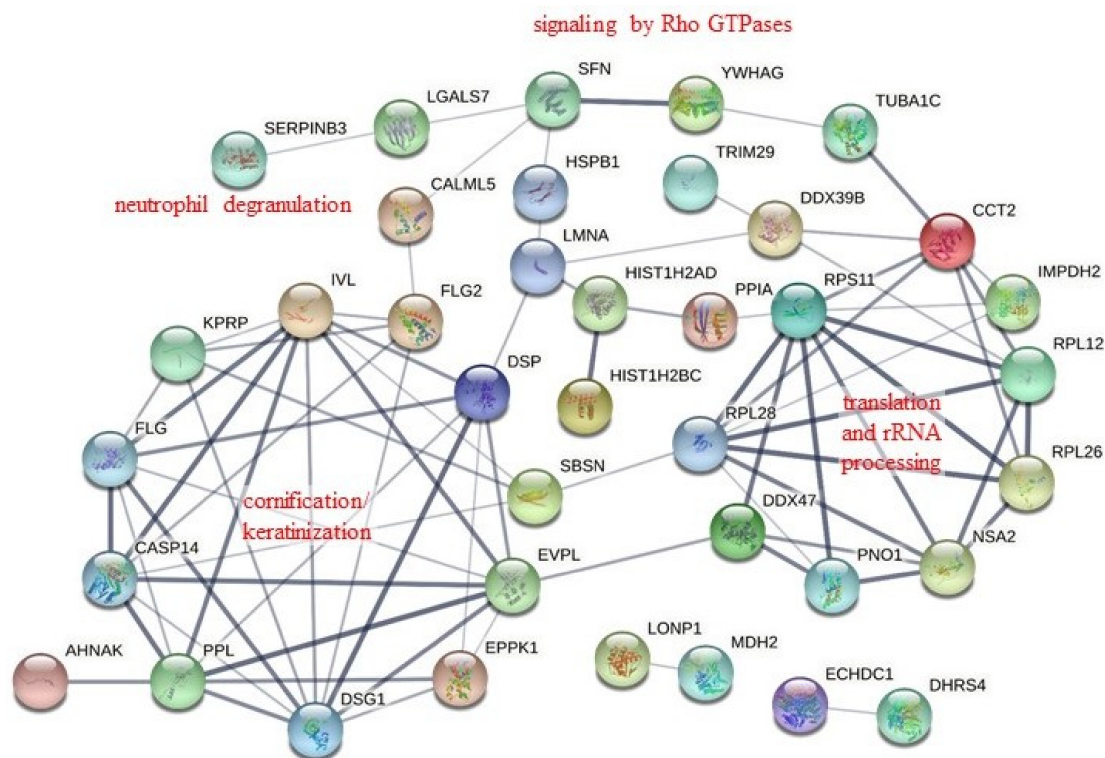 signaling by Rho GTPases
SFN
YWHAG
LGALS7
TUBA1C
SERPINB3
HSPB1
TRIM29
CALML5
neutrophil degranulation
DDX39B
CCT2
LMNA
IVL
FLG2
HIST1H2AD
PPIA
RPS11
IMPDH2
KPRP
DSP
RPL12
HIST1H2BC
translation
and rRNA
processing
RPL28
FLG
RPL26
SBSN
cornification/
keratinization
DDX47
CASP14
EVPL
PNO1
NSA2
AHNAK
PPL
EPPK1
LONP1
MDH2
DSG1
ECHDC1
DHRS4